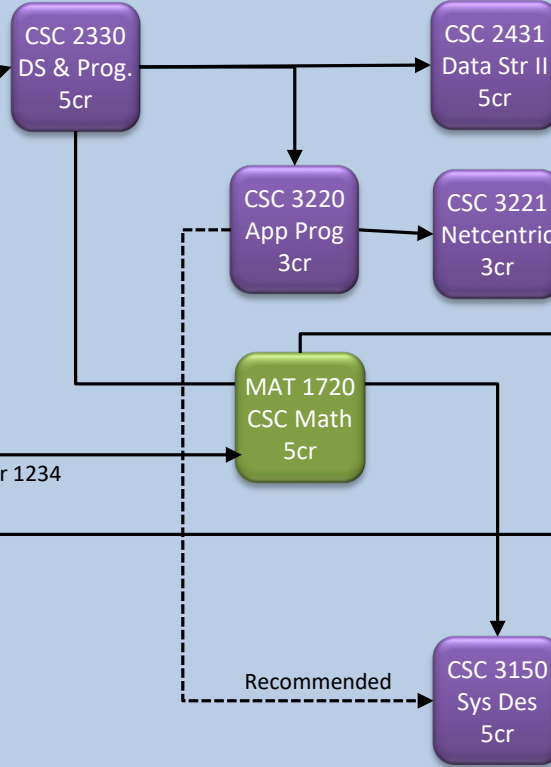 CSC 2330
DS & Prog.
5cr
CSC 2431
Data Str II
5cr
CSC 3220
App Prog
3cr
CSC 3221
Netcentric
3cr
MAT 1720
CSC Math
5cr
r 1234
Recommended
CSC 3150
Sys Des
5cr